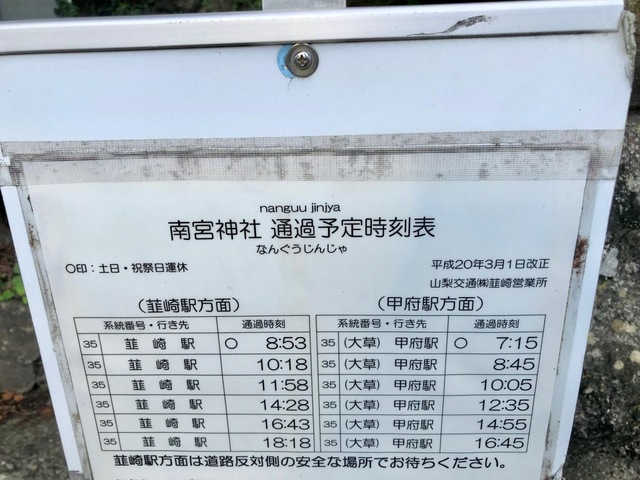 nanguu jinjya
南宮神社 通過予定時刻表
なんぐうじんじゃ
○印：土日・祝祭日運休
平成20年3月1日改正
山梨交通㈱韮崎営業所
（韮崎駅方面）
系統番号・行き先 通過時刻
35 韮崎駅 ○ 8:53
35 韮崎駅 10:18
35 韮崎駅 11:58
35 韮崎駅 14:28
35 韮崎駅 16:43
35 韮崎駅 18:18
（甲府駅方面）
系統番号・行き先 通過時刻
35 (大草) 甲府駅 ○ 7:15
35 (大草) 甲府駅 8:45
35 (大草) 甲府駅 10:05
35 (大草) 甲府駅 12:35
35 (大草) 甲府駅 14:55
35 (大草) 甲府駅 16:45
韮崎駅方面は道路反対側の安全な場所でお待ちください。